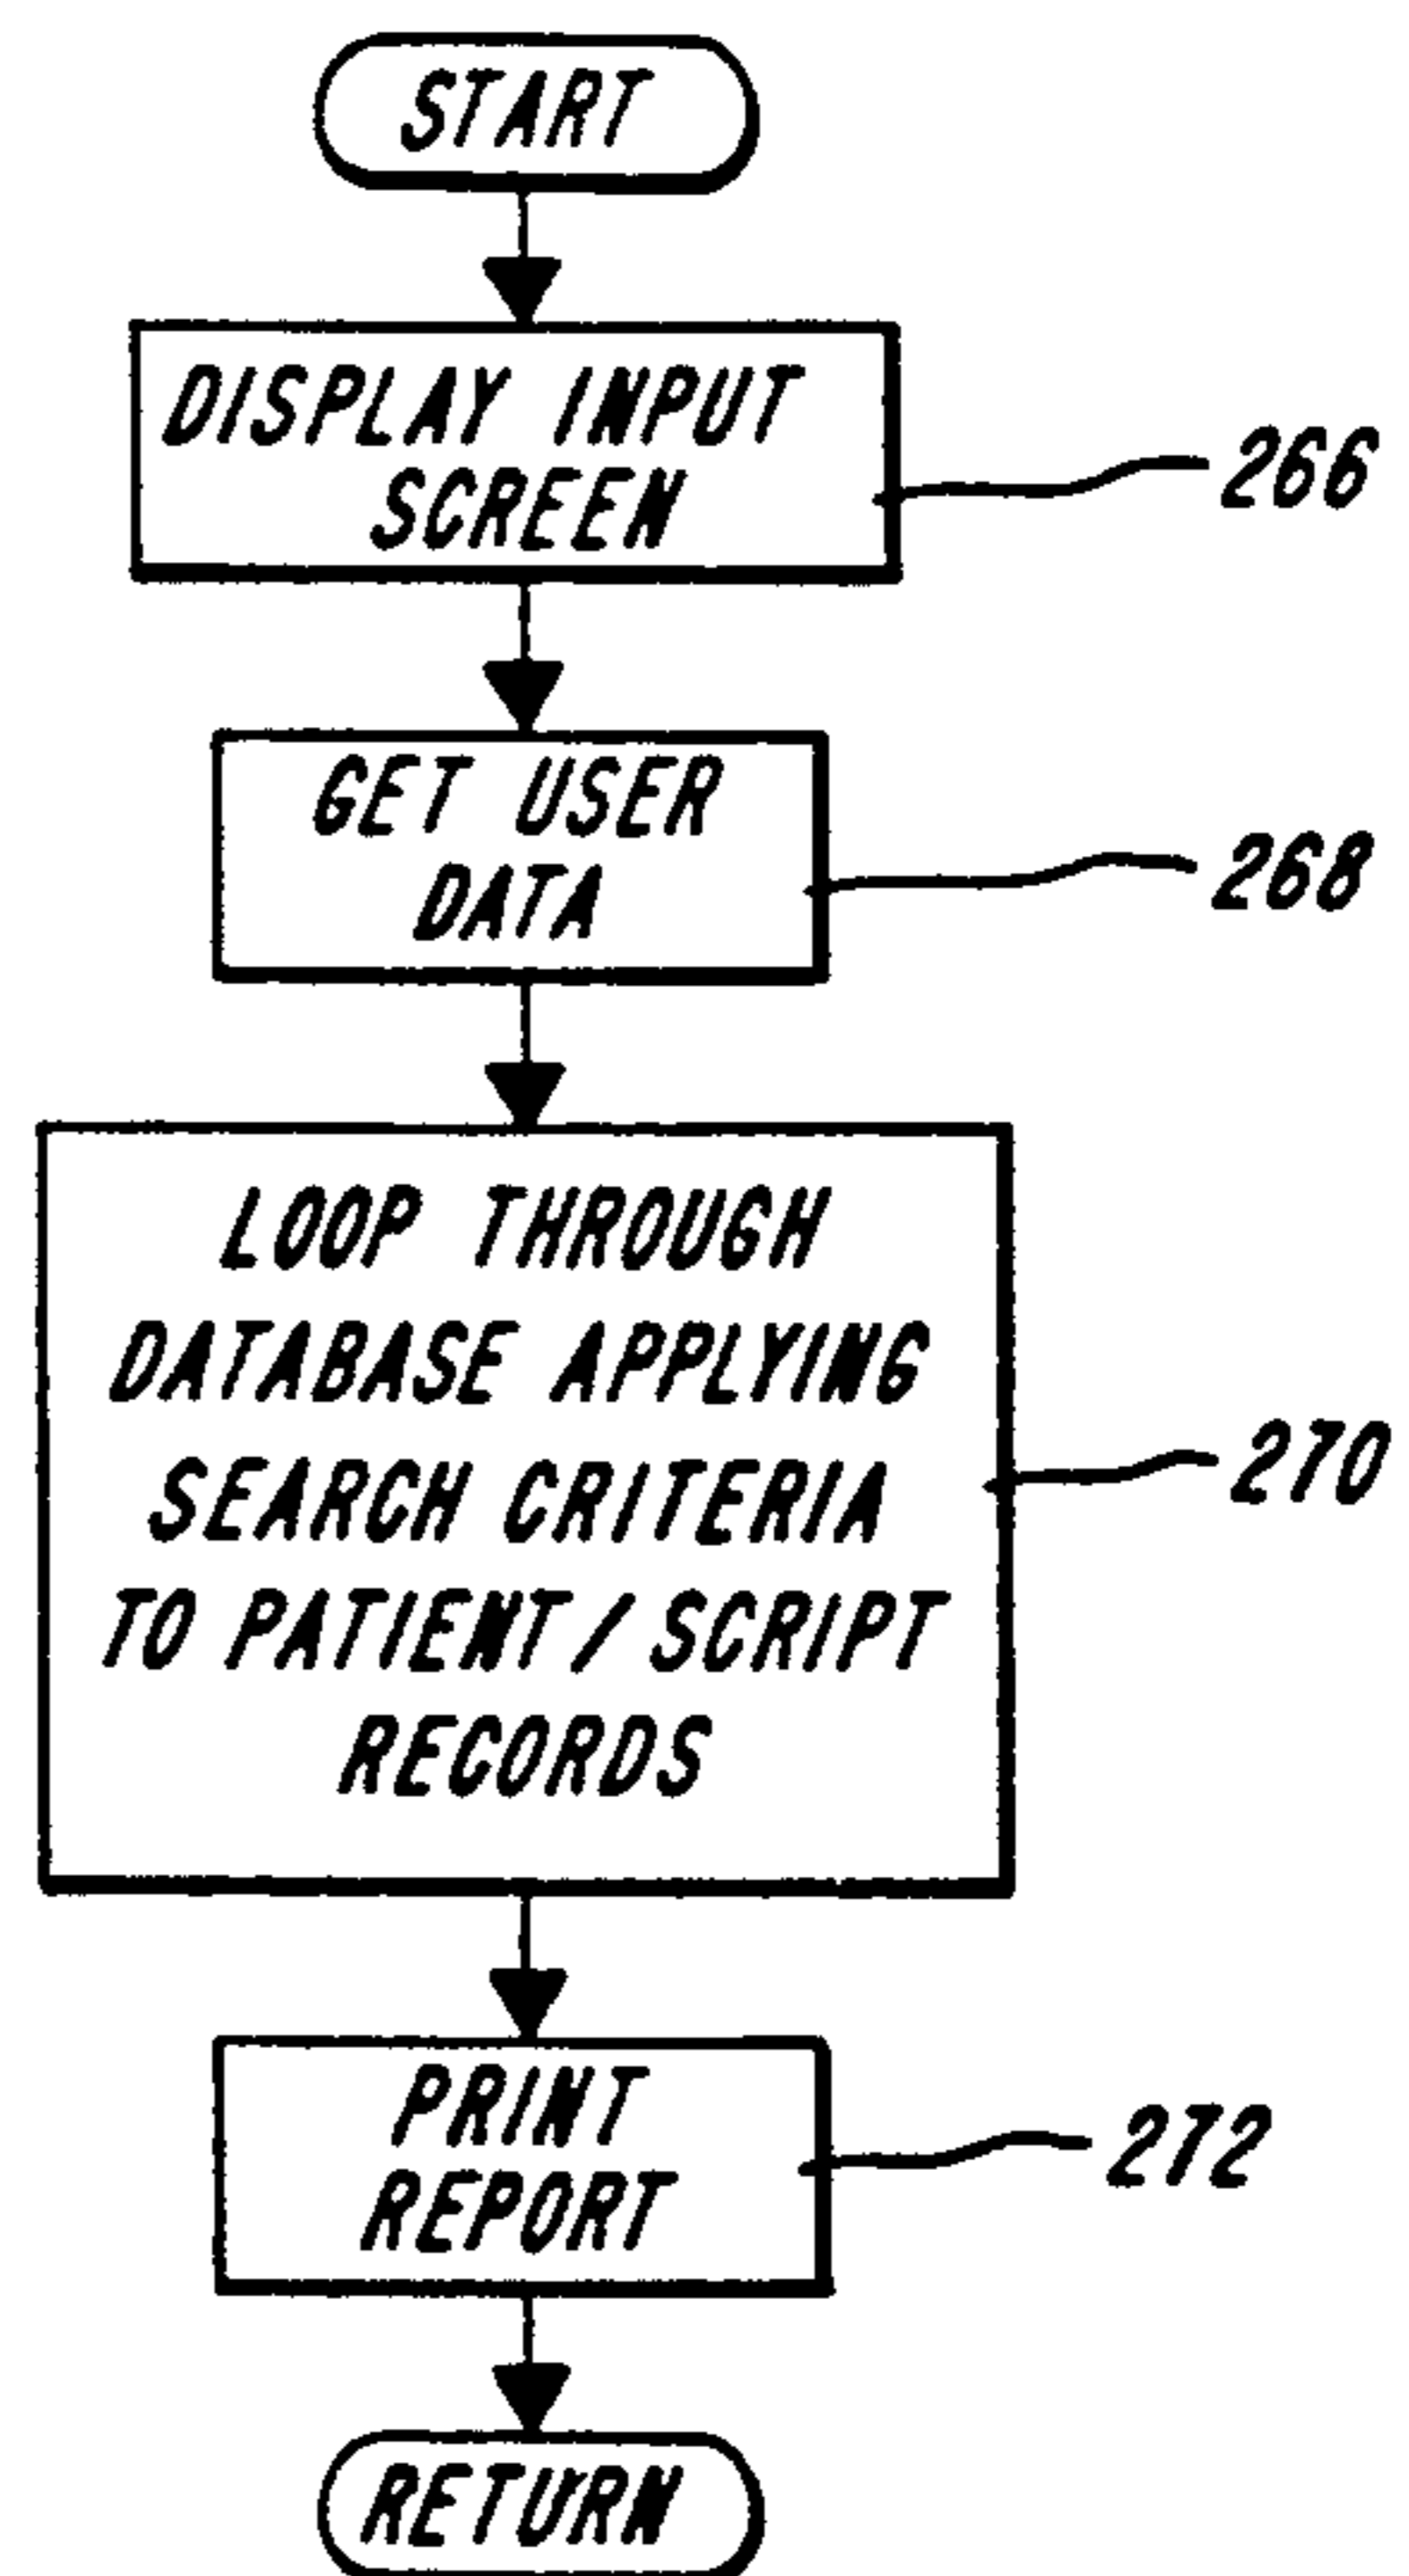 START
DISPLAY INPUT
SCREEN
266
GET USER
DATA
268
LOOP THROUGH
DATABASE APPLYING
SEARCH CRITERIA
TO PATIENT / SCRIPT
RECORDS
270
PRINT
REPORT
272
RETURN